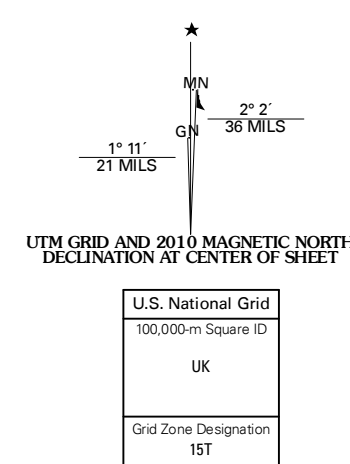 MN
GN
2° 2´
36 MILS
1° 11´
21 MILS
UTM GRID AND 2010 MAGNETIC NORTH
DECLINATION AT CENTER OF SHEET
U.S. National Grid
100,000-m Square ID
UK
Grid Zone Designation
15T